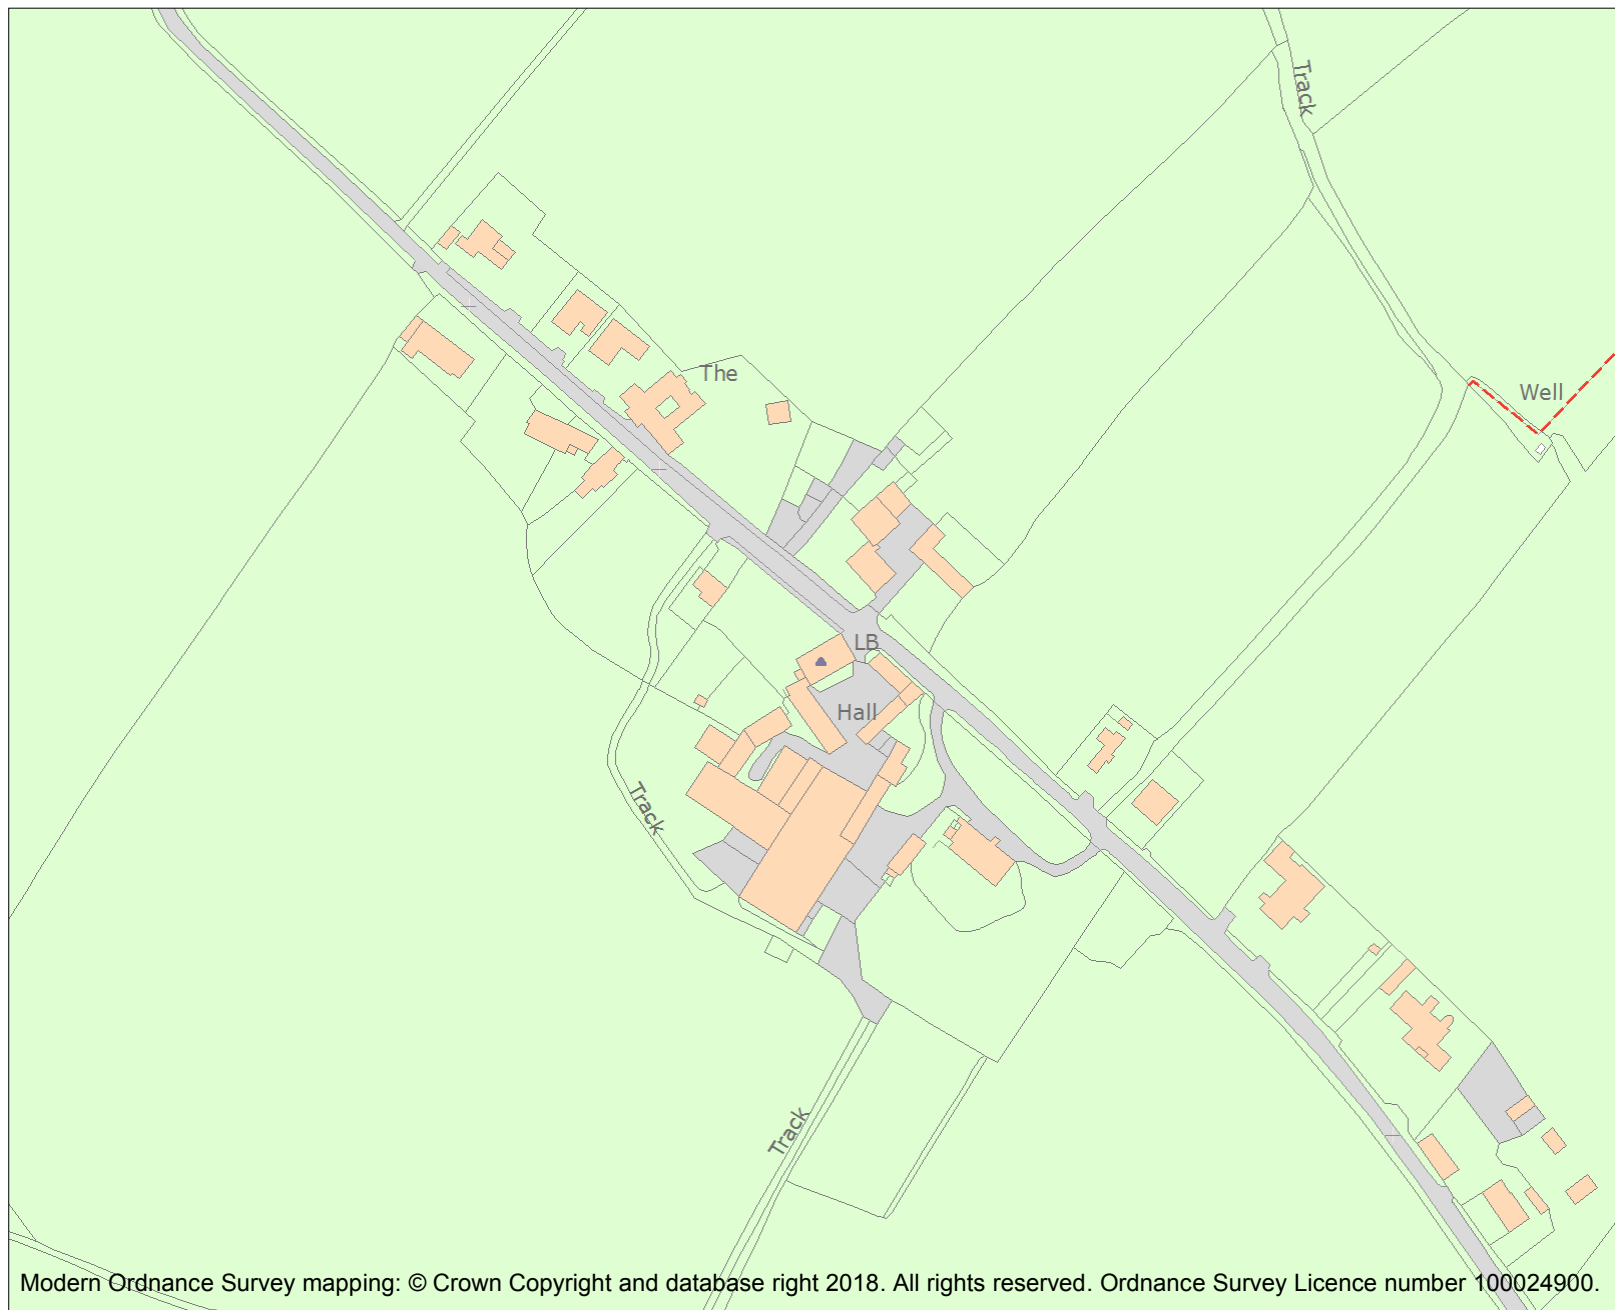 Track
The
Well
LB
Hall
Track
Track
Modern Ordnance Survey mapping: © Crown Copyright and database right 2018. All rights reserved. Ordnance Survey Licence number 100024900.